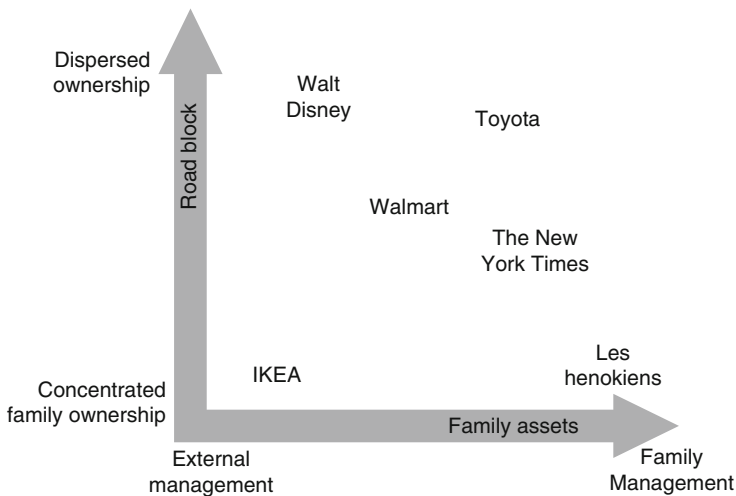 Dispersed
ownership
Road block
Walt
Disney
Toyota
Walmart
The New
York Times
IKEA
Les
henokiens
Concentrated
family ownership
Family assets
External
management
Family
Management